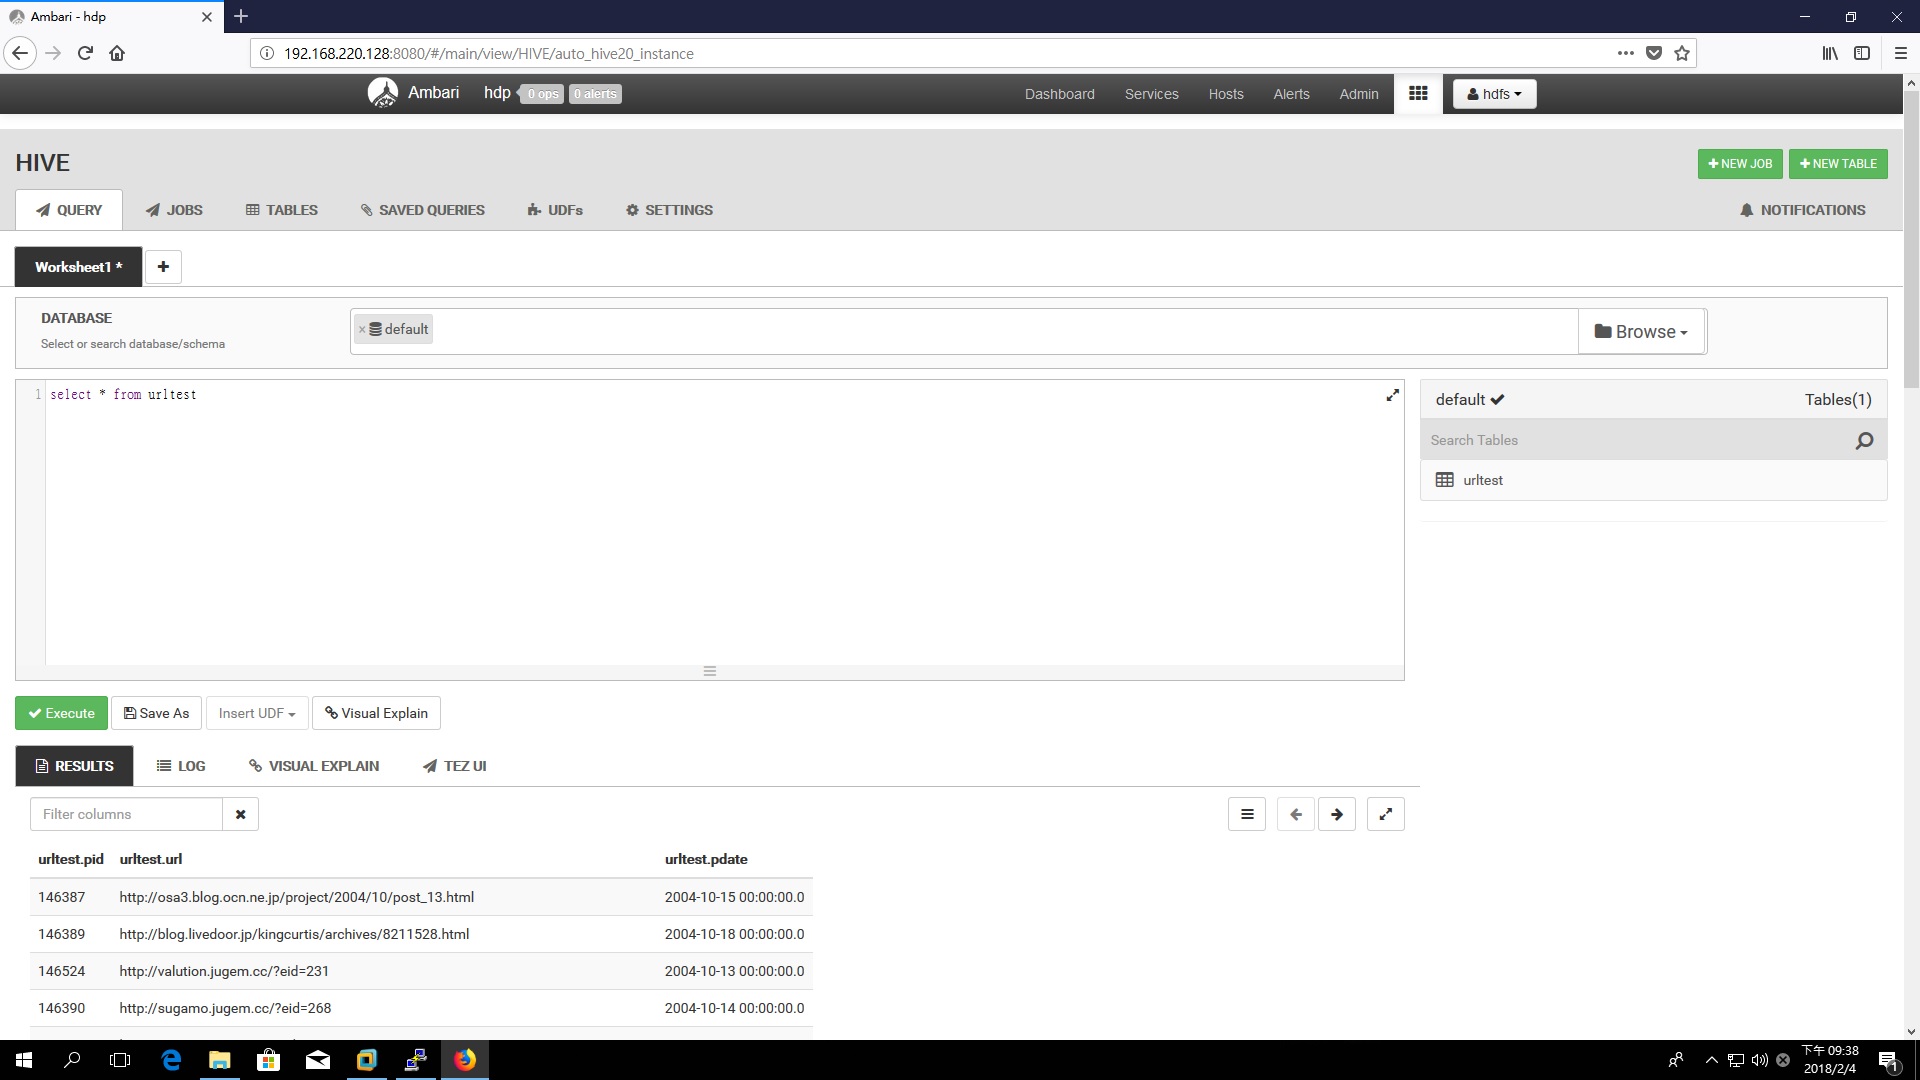 Ambari - hdp
192.168.220.128:8080/#/main/view/HIVE/auto_hive20_instance
Ambari hdp 0 ops 0 alerts Dashboard Services Hosts Alerts Admin hdfs
HIVE
NEW JOB NEW TABLE
QUERY JOBS TABLES SAVED QUERIES UDFs SETTINGS NOTIFICATIONS
Worksheet1 *
DATABASE
Select or search database/schema
× default
Browse
1 select * from urltest
default Tables(1)
Search Tables
urltest
Execute Save As Insert UDF Visual Explain
RESULTS LOG VISUAL EXPLAIN TEZ UI
Filter columns
urltest.pid urltest.url urltest.pdate
146387 http://osa3.blog.ocn.ne.jp/project/2004/10/post_13.html 2004-10-15 00:00:00.0
146389 http://blog.livedoor.jp/kingcurtis/archives/8211528.html 2004-10-18 00:00:00.0
146524 http://valution.jugem.cc/?eid=231 2004-10-13 00:00:00.0
146390 http://sugamo.jugem.cc/?eid=268 2004-10-14 00:00:00.0
下午 09:38
2018/2/4
1